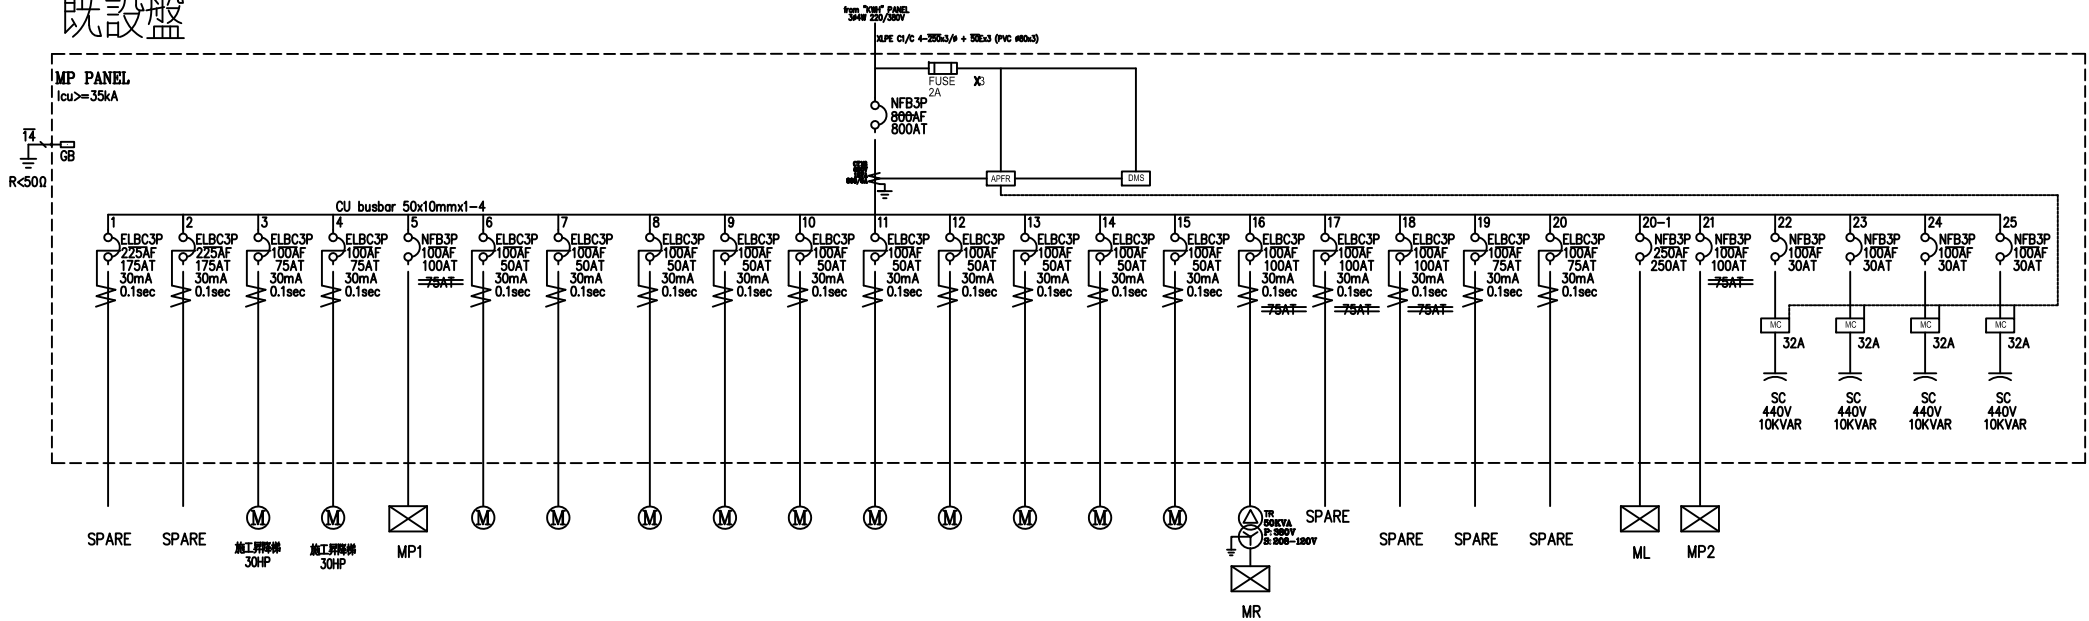 既設盤
from "KWH" PANEL
3ø4W 220/380V
XLPE C1/C 4-250x3/ø + 50Ex3 (PVC ø80x3)
MP PANEL
Icu>=35kA
FUSE X3
2A
NFB3P
800AF
800AT
14
GB
R<50Ω
APFR
DMS
CU busbar 50x10mmx1-4
1
ELBC3P
225AF
175AT
30mA
0.1sec
SPARE
2
ELBC3P
225AF
175AT
30mA
0.1sec
SPARE
3
ELBC3P
100AF
75AT
30mA
0.1sec
M
施工昇降梯
30HP
4
ELBC3P
100AF
75AT
30mA
0.1sec
M
施工昇降梯
30HP
5
NFB3P
100AF
100AT
75AT
MP1
6
ELBC3P
100AF
50AT
30mA
0.1sec
M
7
ELBC3P
100AF
50AT
30mA
0.1sec
M
8
ELBC3P
100AF
50AT
30mA
0.1sec
M
9
ELBC3P
100AF
50AT
30mA
0.1sec
M
10
ELBC3P
100AF
50AT
30mA
0.1sec
M
11
ELBC3P
100AF
50AT
30mA
0.1sec
M
12
ELBC3P
100AF
50AT
30mA
0.1sec
M
13
ELBC3P
100AF
50AT
30mA
0.1sec
M
14
ELBC3P
100AF
50AT
30mA
0.1sec
M
15
ELBC3P
100AF
50AT
30mA
0.1sec
M
16
ELBC3P
100AF
100AT
30mA
0.1sec
75AT
TR
50KVA
P: 380V
S: 208-120V
MR
17
ELBC3P
100AF
100AT
30mA
0.1sec
75AT
SPARE
18
ELBC3P
100AF
100AT
30mA
0.1sec
75AT
SPARE
19
ELBC3P
100AF
75AT
30mA
0.1sec
SPARE
20
ELBC3P
100AF
75AT
30mA
0.1sec
SPARE
20-1
NFB3P
250AF
250AT
ML
21
NFB3P
100AF
100AT
75AT
MP2
22
NFB3P
100AF
30AT
MC
32A
SC
440V
10KVAR
23
NFB3P
100AF
30AT
MC
32A
SC
440V
10KVAR
24
NFB3P
100AF
30AT
MC
32A
SC
440V
10KVAR
25
NFB3P
100AF
30AT
MC
32A
SC
440V
10KVAR